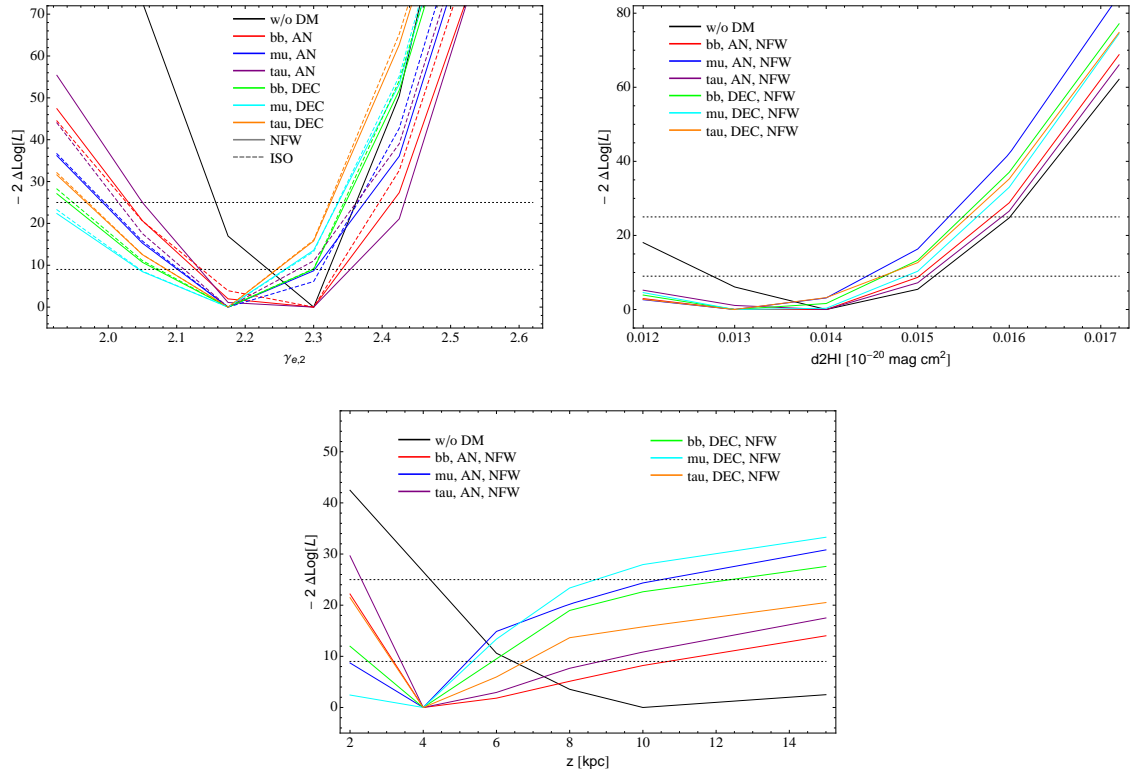 − 2 ΔLog[L]
70
60
50
40
30
20
10
0
w/o DM
bb, AN
mu, AN
tau, AN
bb, DEC
mu, DEC
tau, DEC
NFW
ISO
2.0 2.1 2.2 2.3 2.4 2.5 2.6
γe,2
− 2 ΔLog[L]
80
60
40
20
0
w/o DM
bb, AN, NFW
mu, AN, NFW
tau, AN, NFW
bb, DEC, NFW
mu, DEC, NFW
tau, DEC, NFW
0.012 0.013 0.014 0.015 0.016 0.017
d2HI [10⁻²⁰ mag cm²]
− 2 ΔLog[L]
50
40
30
20
10
0
w/o DM
bb, AN, NFW
mu, AN, NFW
tau, AN, NFW
bb, DEC, NFW
mu, DEC, NFW
tau, DEC, NFW
2 4 6 8 10 12 14
z [kpc]